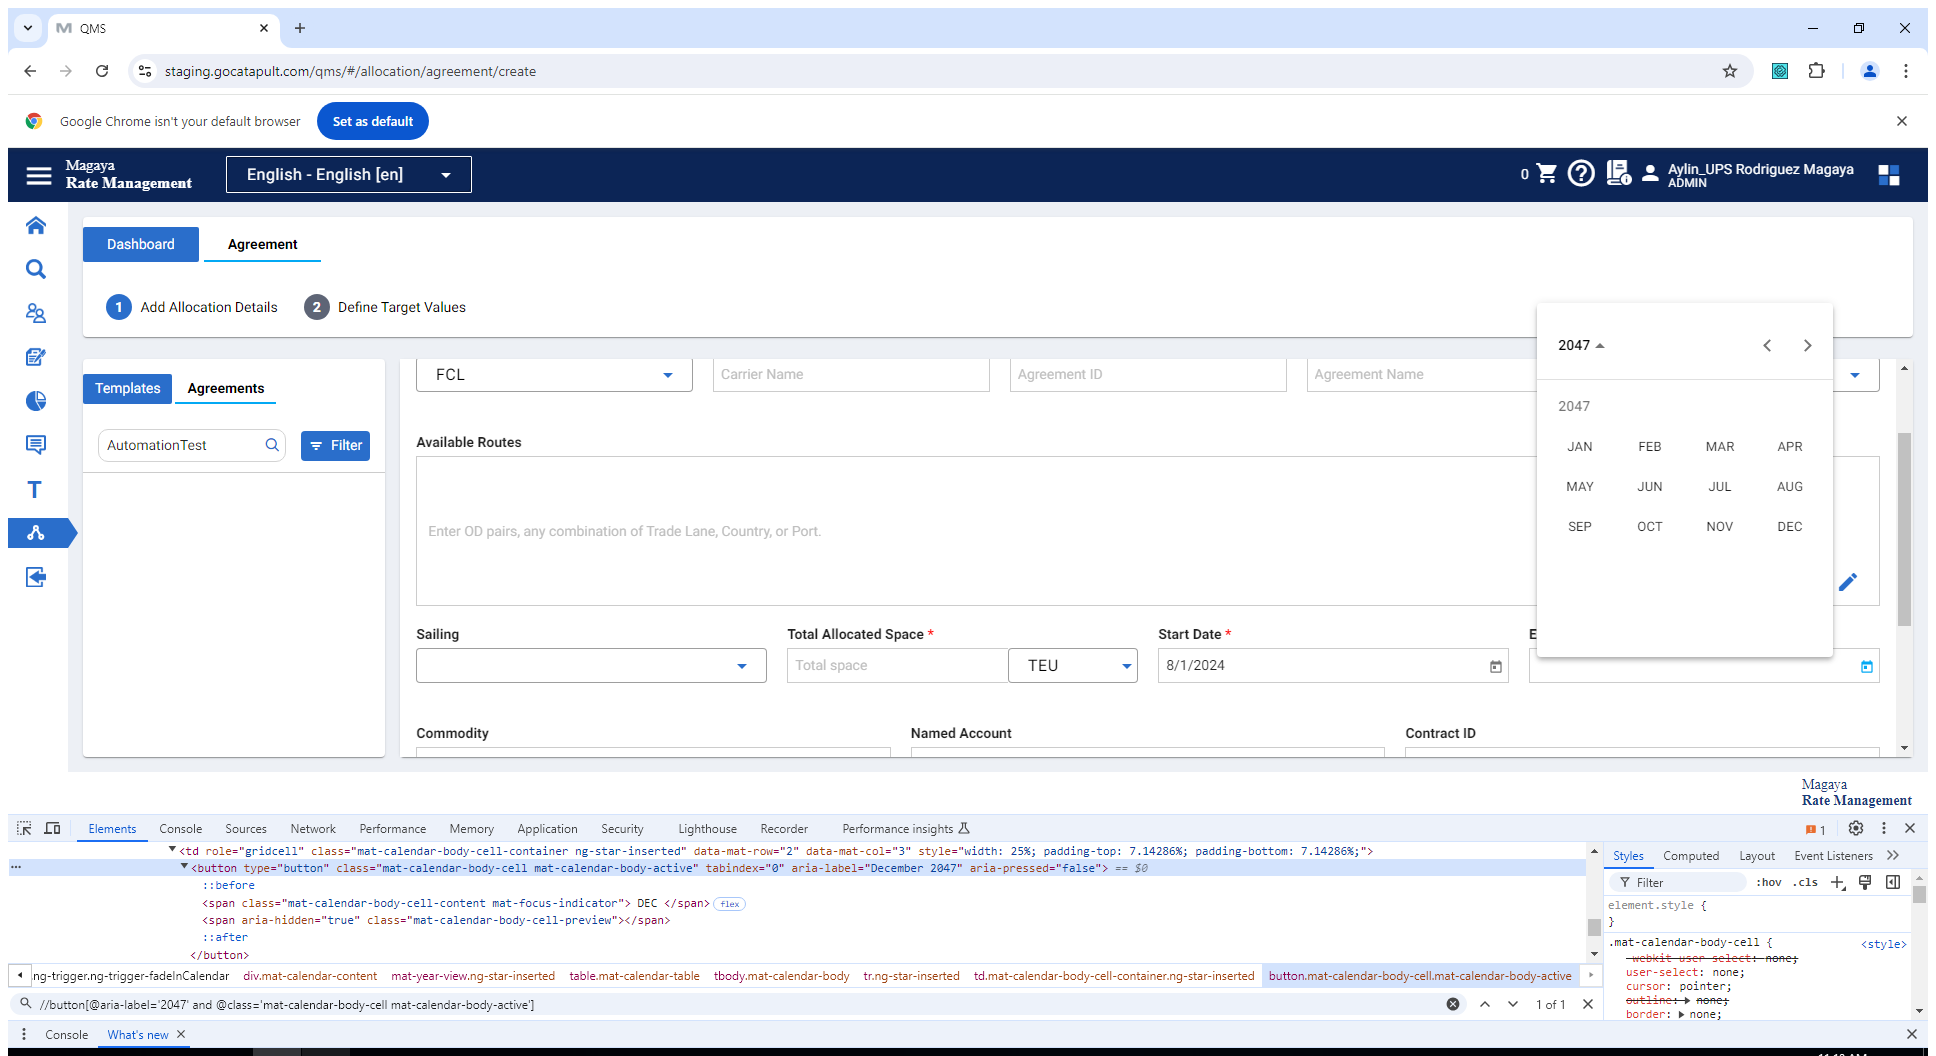 QMS
staging.gocatapult.com/qms/#/allocation/agreement/create
Google Chrome isn't your default browser
Set as default
Magaya
Rate Management
English - English [en]
0
Aylin_UPS Rodriguez Magaya
ADMIN
Dashboard
Agreement
1 Add Allocation Details
2 Define Target Values
Templates
Agreements
AutomationTest
Filter
FCL
Carrier Name
Agreement ID
Agreement Name
Available Routes
Enter OD pairs, any combination of Trade Lane, Country, or Port.
2047
2047
JAN FEB MAR APR
MAY JUN JUL AUG
SEP OCT NOV DEC
Sailing
Total Allocated Space *
Total space
TEU
Start Date *
8/1/2024
E
Commodity
Named Account
Contract ID
Magaya
Rate Management
Elements Console Sources Network Performance Memory Application Security Lighthouse Recorder Performance insights
1
<td role="gridcell" class="mat-calendar-body-cell-container ng-star-inserted" data-mat-row="2" data-mat-col="3" style="width: 25%; padding-top: 7.14286%; padding-bottom: 7.14286%;">
<button type="button" class="mat-calendar-body-cell mat-calendar-body-active" tabindex="0" aria-label="December 2047" aria-pressed="false"> == $0
::before
<span class="mat-calendar-body-cell-content mat-focus-indicator"> DEC </span> flex
<span aria-hidden="true" class="mat-calendar-body-cell-preview"></span>
::after
</button>
.ng-trigger.ng-trigger-fadeInCalendar div.mat-calendar-content mat-year-view.ng-star-inserted table.mat-calendar-table tbody.mat-calendar-body tr.ng-star-inserted td.mat-calendar-body-cell-container.ng-star-inserted button.mat-calendar-body-cell.mat-calendar-body-active
//button[@aria-label='2047' and @class='mat-calendar-body-cell mat-calendar-body-active']
1 of 1
Styles Computed Layout Event Listeners
Filter
:hov .cls
element.style {
}
.mat-calendar-body-cell {
<style>
-webkit-user-select: none;
user-select: none;
cursor: pointer;
outline: none;
border: none;
Console
What's new